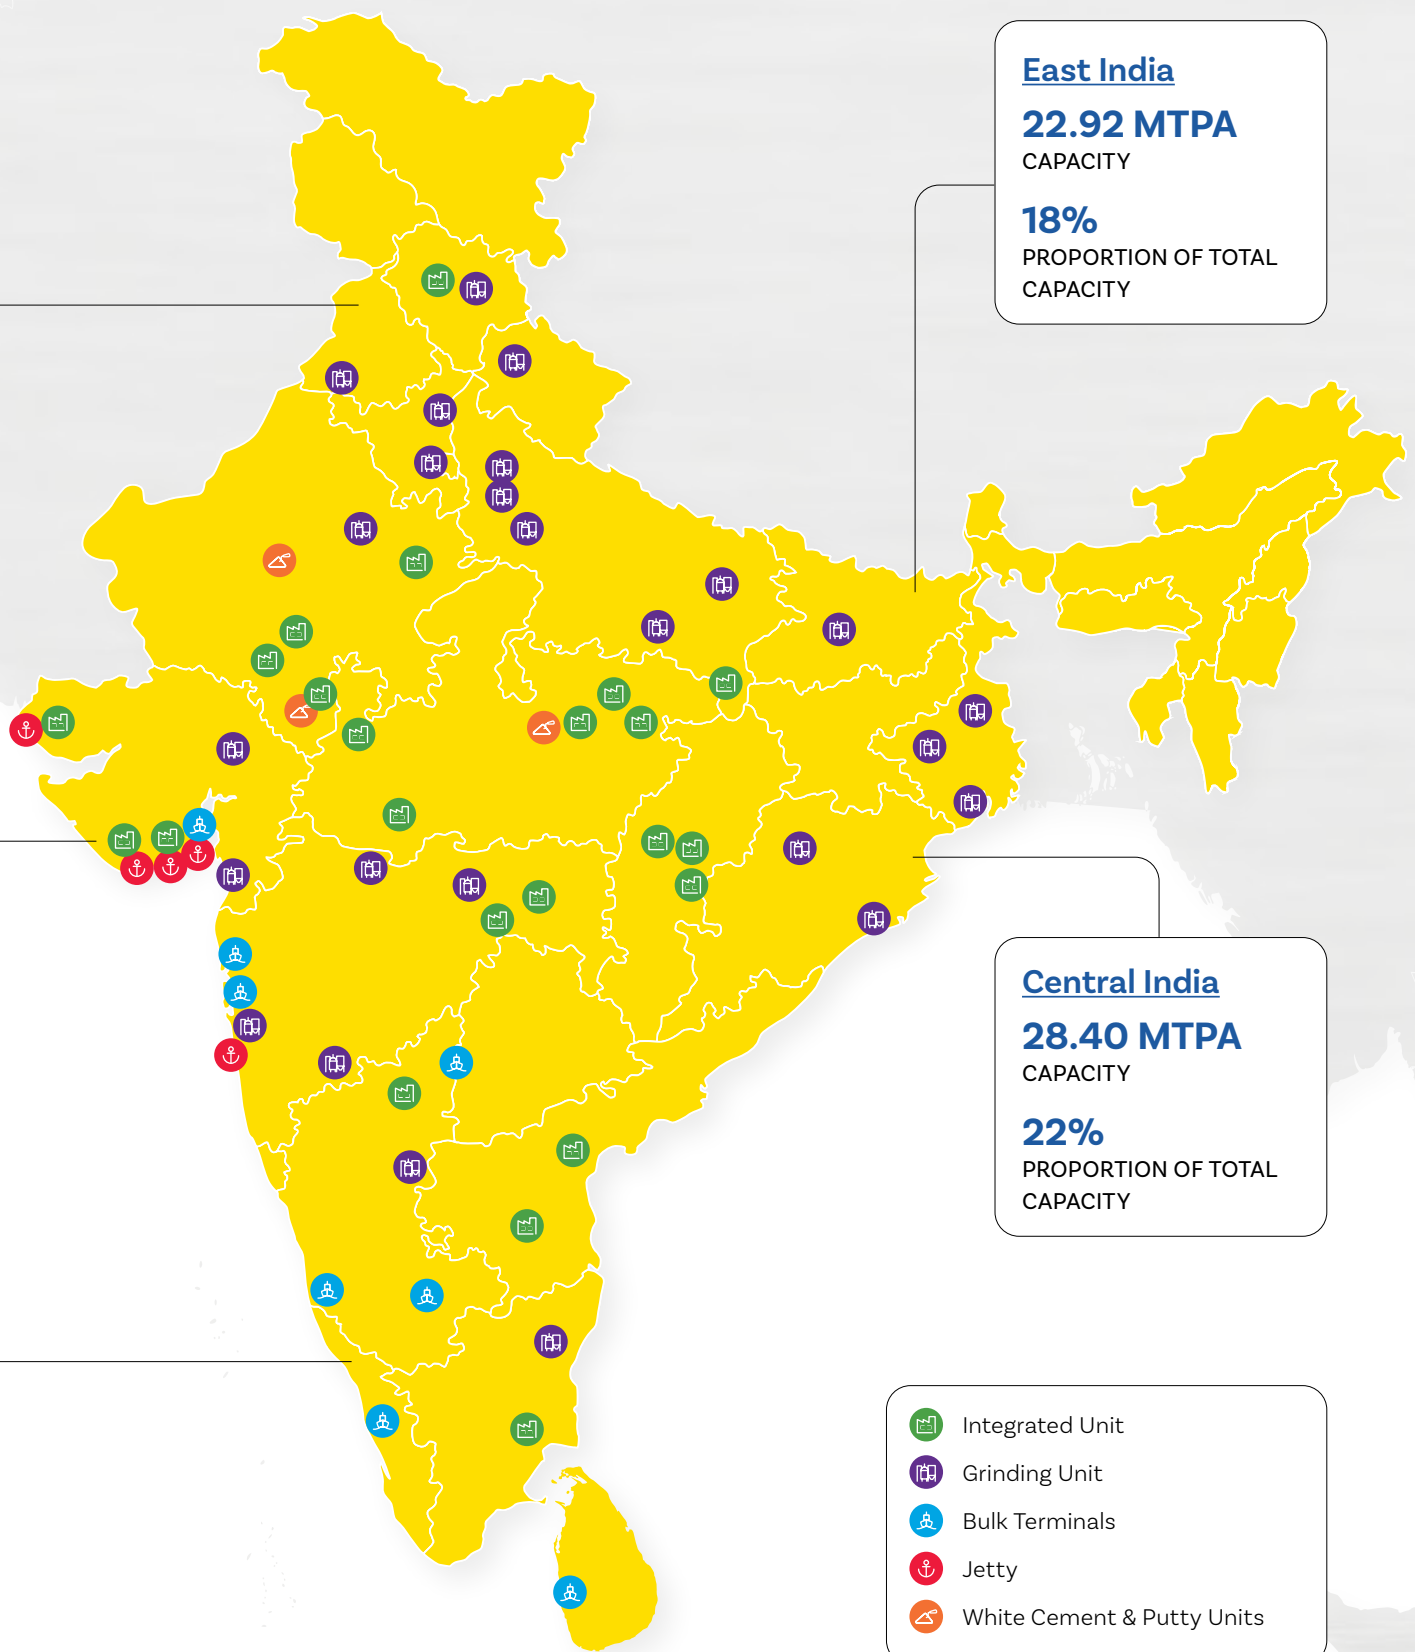 East India
22.92 MTPA
CAPACITY
18%
PROPORTION OF TOTAL
CAPACITY
Central India
28.40 MTPA
CAPACITY
22%
PROPORTION OF TOTAL
CAPACITY
Integrated Unit
Grinding Unit
Bulk Terminals
Jetty
White Cement & Putty Units